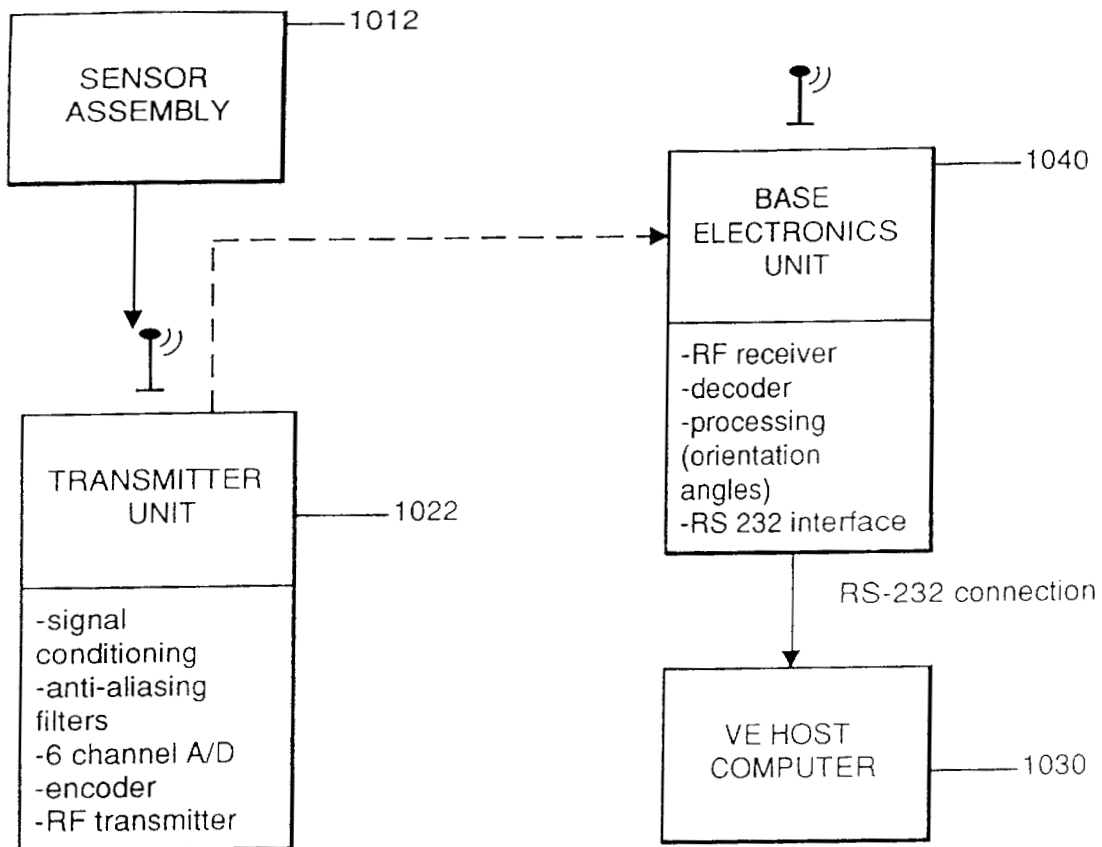 1012
SENSOR
ASSEMBLY
1040
BASE
ELECTRONICS
UNIT
-RF receiver
-decoder
-processing
(orientation
angles)
-RS 232 interface
TRANSMITTER
UNIT
1022
-signal
conditioning
-anti-aliasing
filters
-6 channel A/D
-encoder
-RF transmitter
RS-232 connection
VE HOST
COMPUTER
1030